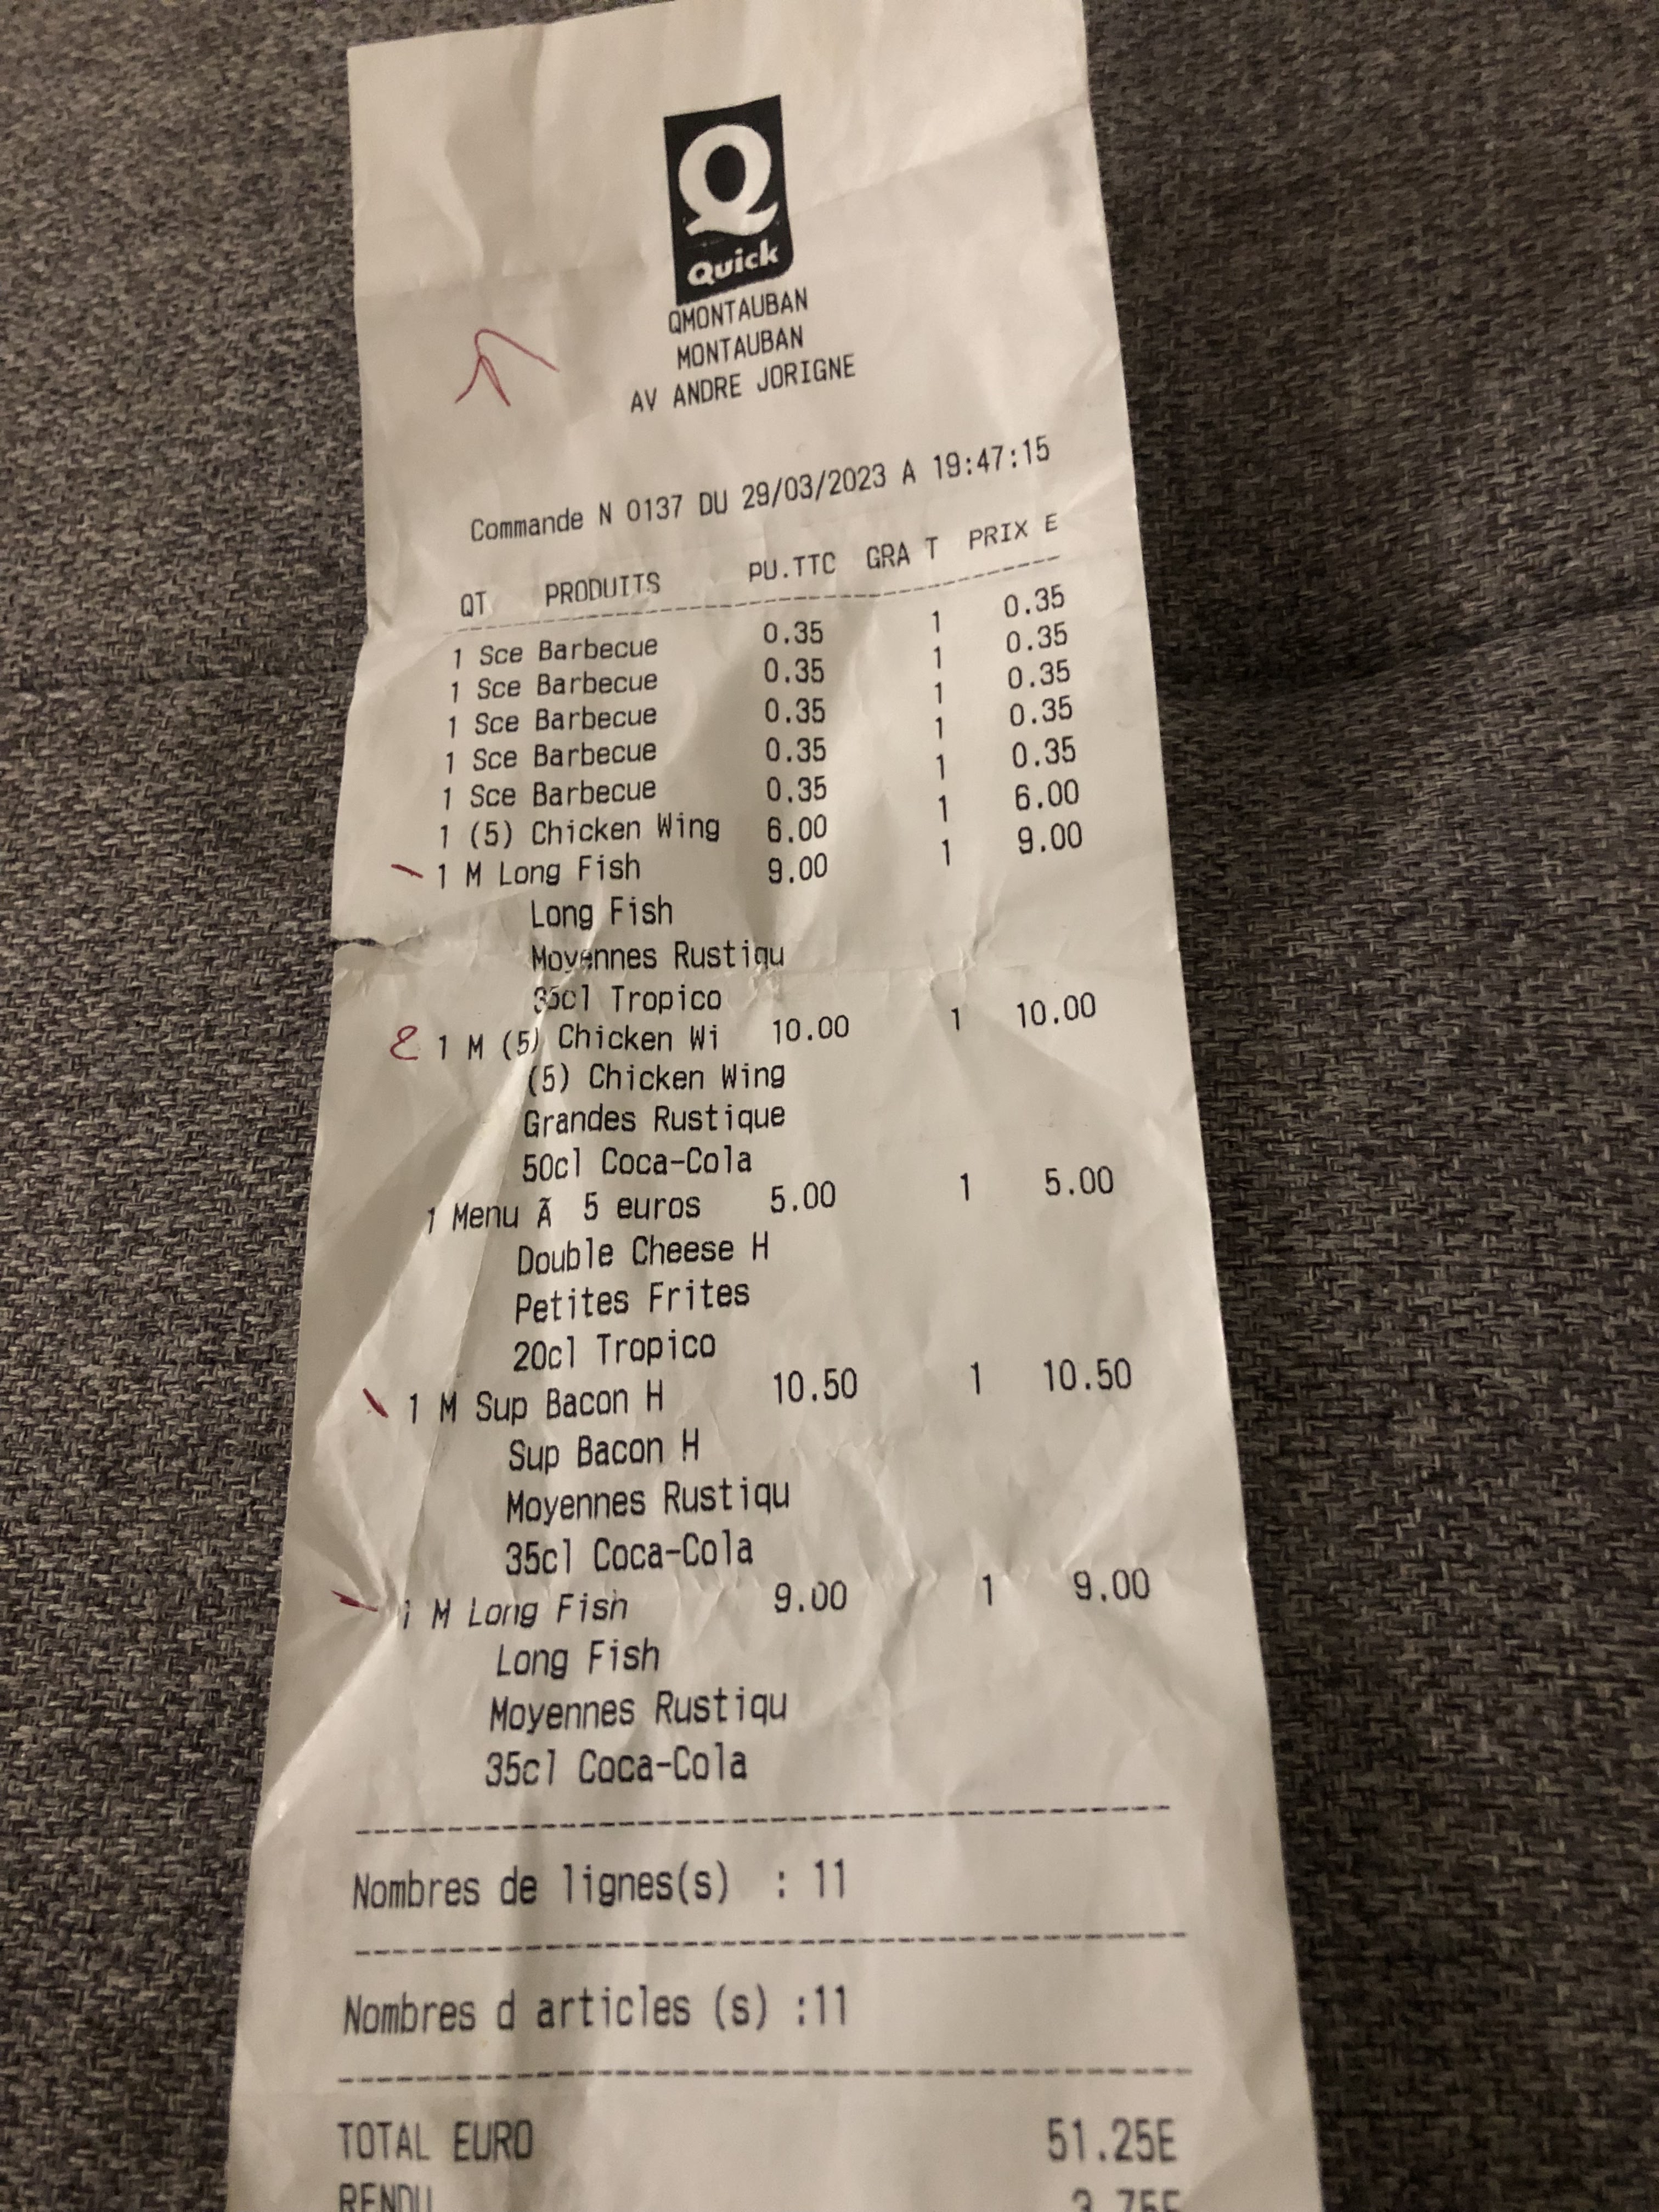 Q
Quick
QMONTAUBAN
MONTAUBAN
AV ANDRE JORIGNE
Commande N 0137 DU 29/03/2023 A 19:47:15
QT PRODUITS PU.TTC GRA T PRIX E
1 Sce Barbecue 0.35 1 0.35
1 Sce Barbecue 0.35 1 0.35
1 Sce Barbecue 0.35 1 0.35
1 Sce Barbecue 0.35 1 0.35
1 Sce Barbecue 0.35 1 0.35
1 (5) Chicken Wing 6.00 1 6.00
1 M Long Fish 9.00 1 9.00
Long Fish
Moyennes Rustiqu
35cl Tropico
1 M (5) Chicken Wi 10.00 1 10.00
(5) Chicken Wing
Grandes Rustique
50cl Coca-Cola
1 Menu Ã 5 euros 5.00 1 5.00
Double Cheese H
Petites Frites
20cl Tropico
1 M Sup Bacon H 10.50 1 10.50
Sup Bacon H
Moyennes Rustiqu
35cl Coca-Cola
1 M Long Fish 9.00 1 9.00
Long Fish
Moyennes Rustiqu
35cl Coca-Cola
Nombres de lignes(s) : 11
Nombres d articles (s) :11
TOTAL EURO 51.25E
RENDU 3.75E